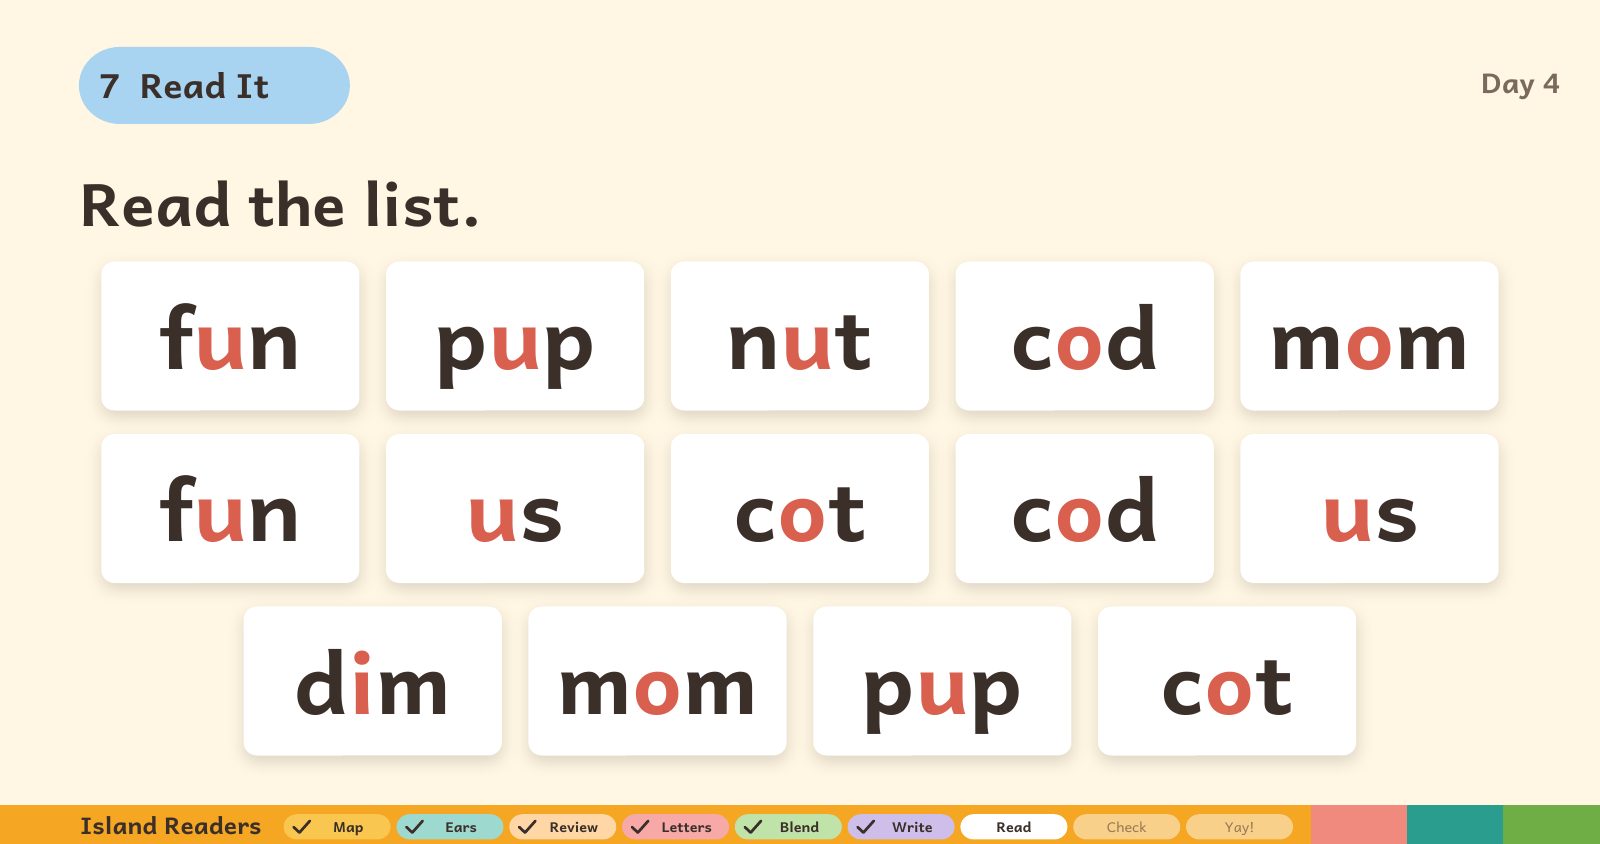 7 Read It
Day 4
Read the list.
fun pup nut cod mom
fun us cot cod us
dim mom pup cot
Island Readers Map Ears Review Letters Blend Write Read Check Yay!